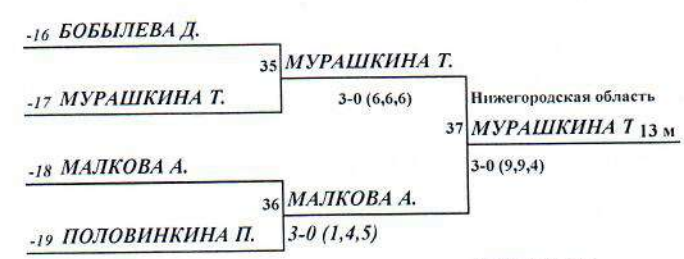 -16 БОБЫЛЕВА Д.
35 МУРАШКИНА Т.
-17 МУРАШКИНА Т.
3-0 (6,6,6)
Нижегородская область
37 МУРАШКИНА Т 13 м
-18 МАЛКОВА А.
3-0 (9,9,4)
36 МАЛКОВА А.
-19 ПОЛОВИНКИНА П.
3-0 (1,4,5)